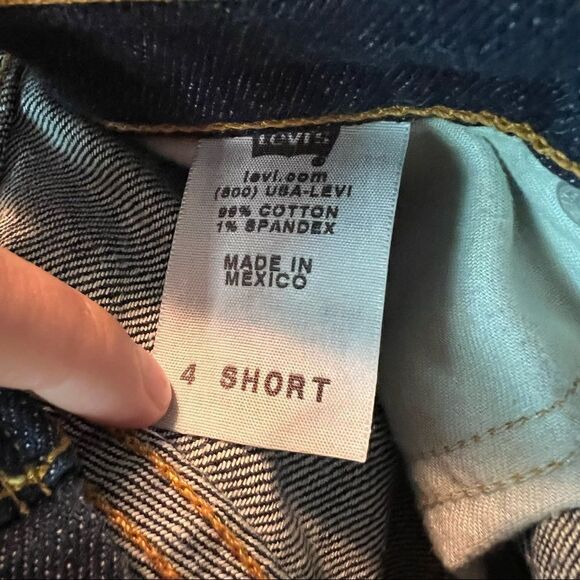 LEVI'S
levi.com
(800) USA-LEVI
99% COTTON
1% SPANDEX
MADE IN
MEXICO
4 SHORT